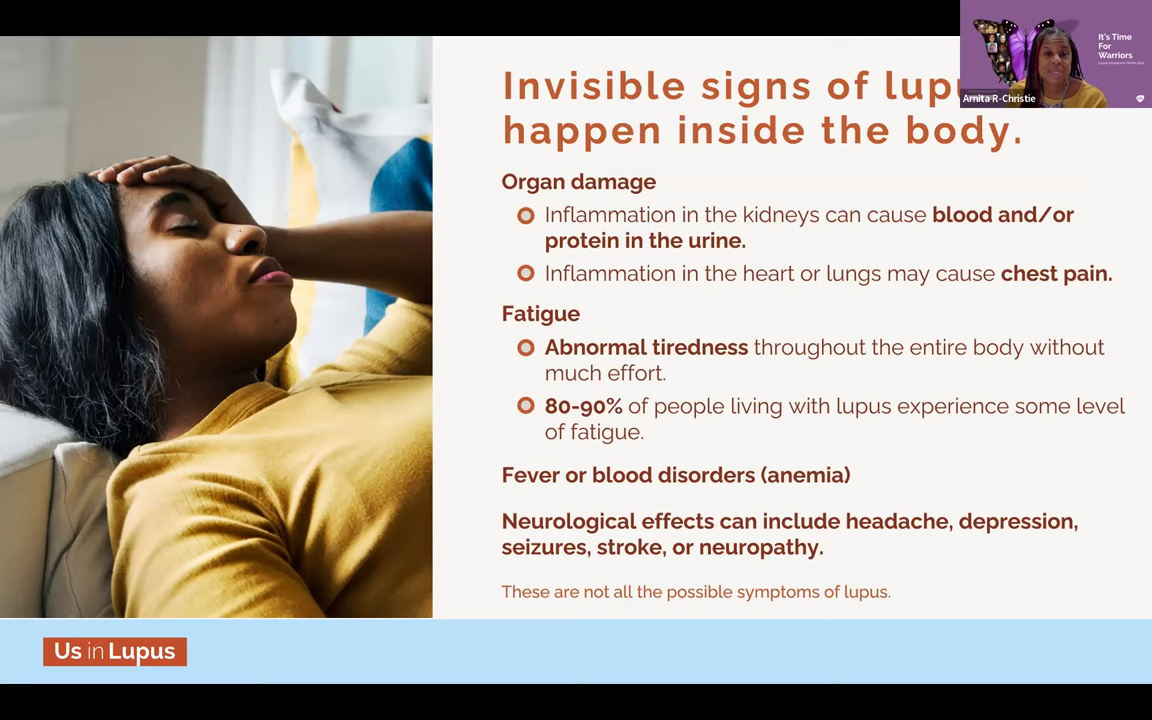 Invisible signs of lup
happen inside the body.
Organ damage
Inflammation in the kidneys can cause blood and/or
protein in the urine.
Inflammation in the heart or lungs may cause chest pain.
Fatigue
Abnormal tiredness throughout the entire body without
much effort.
80-90% of people living with lupus experience some level
of fatigue.
Fever or blood disorders (anemia)
Neurological effects can include headache, depression,
seizures, stroke, or neuropathy.
These are not all the possible symptoms of lupus.
Us in Lupus
It's Time
For
Warriors
Arnita R-Christie